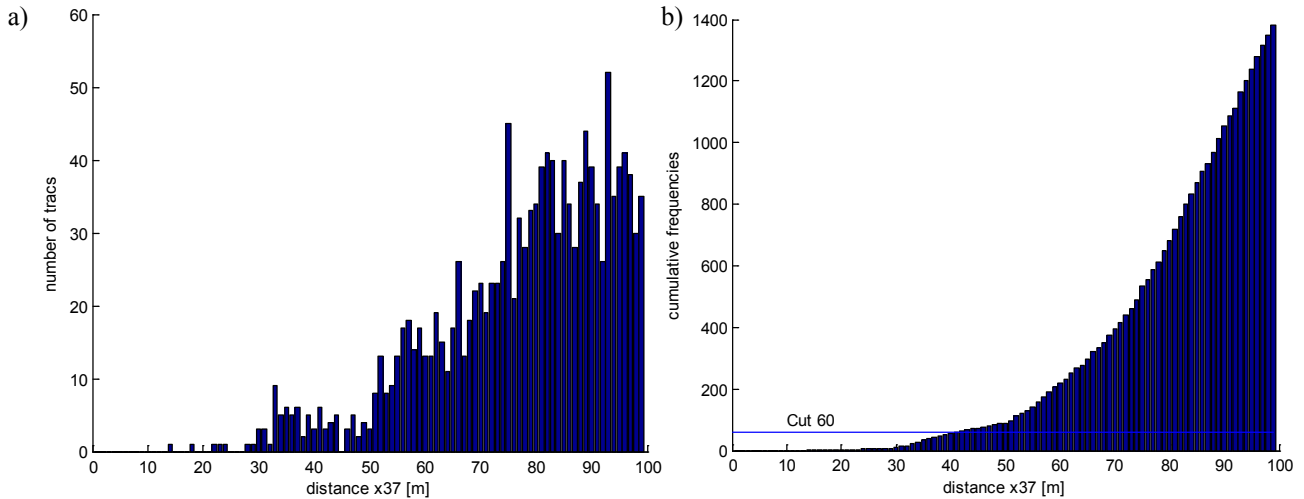 a)
60
50
40
30
20
10
0
number of tracs
0 10 20 30 40 50 60 70 80 90 100
distance x37 [m]
b)
1400
1200
1000
800
600
400
200
0
cumulative frequencies
Cut 60
0 10 20 30 40 50 60 70 80 90 100
distance x37 [m]